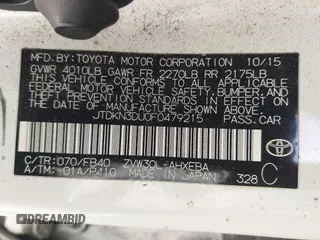 MFD. BY: TOYOTA MOTOR CORPORATION 10/15
GVWR 4010LB GAWR FR 2270LB RR 2175LB
THIS VEHICLE CONFORMS TO ALL APPLICABLE
FEDERAL MOTOR VEHICLE SAFETY, BUMPER, AND
THEFT PREVENTION STANDARDS IN EFFECT ON
THE DATE OF MANUFACTURE SHOWN ABOVE.
JTDKN3DU0F0479215 PASS.CAR
C/TR: 070/FB40 ZVW30L-AHXEBA
A/TM: -01A/P410 MADE IN JAPAN
328 C
TOYOTA